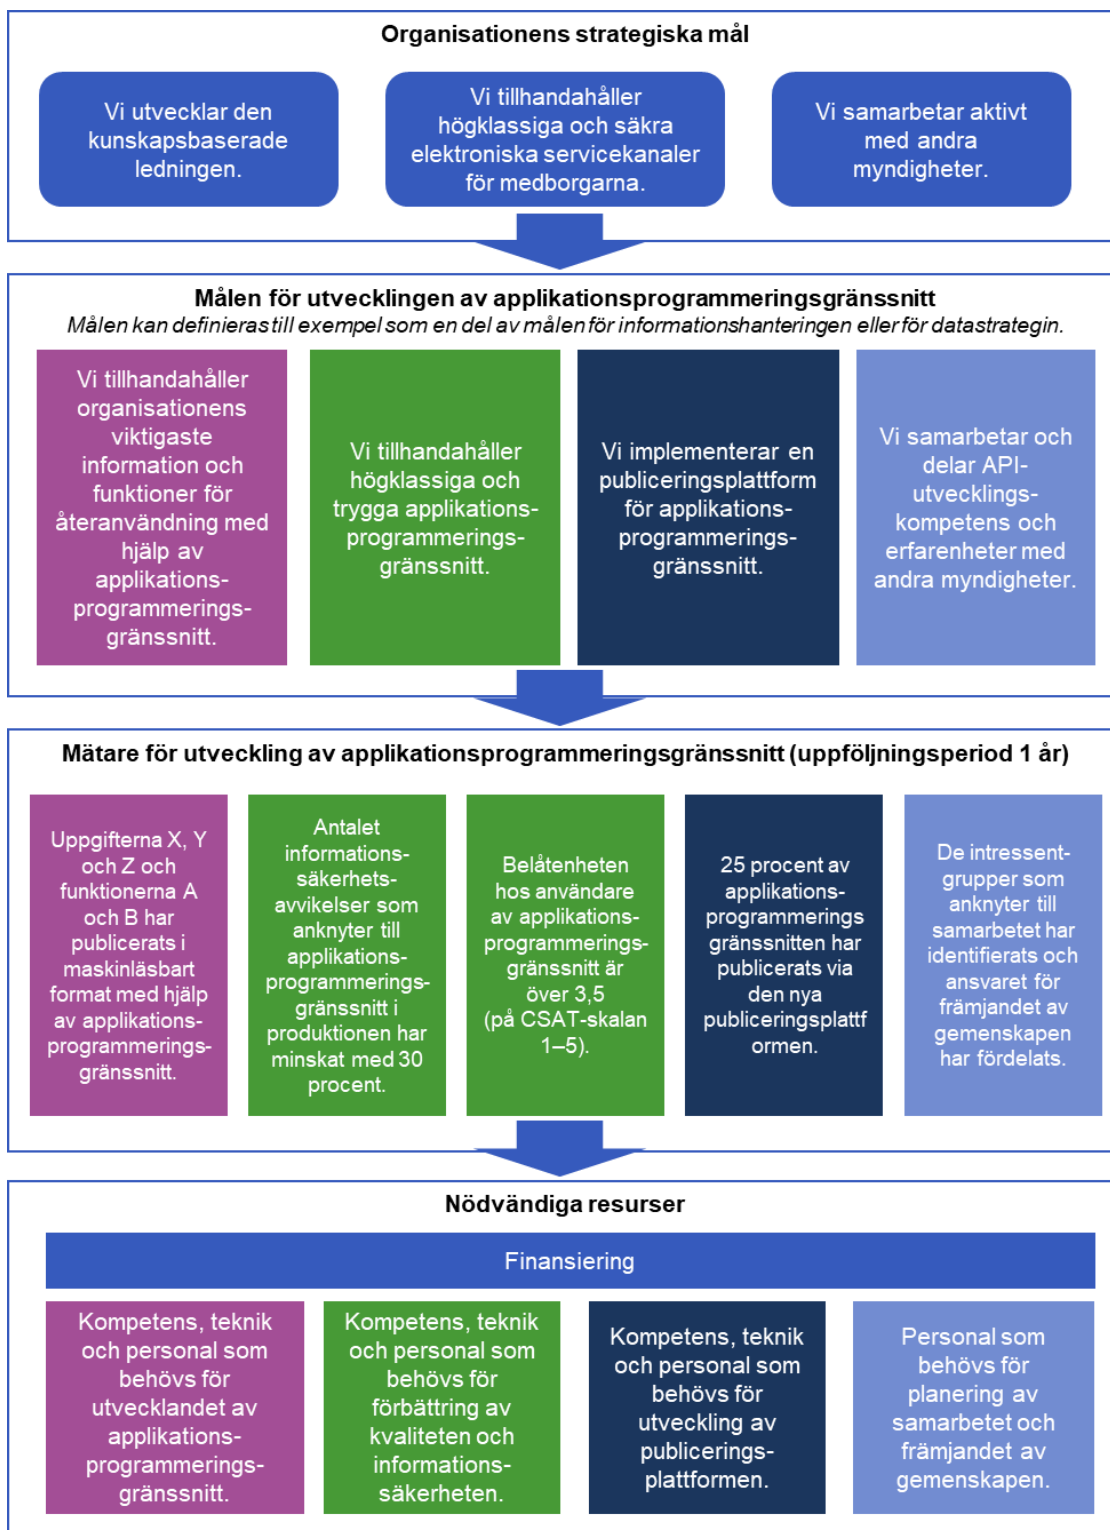 Organisationens strategiska mål
Vi utvecklar den
kunskapsbaserade
ledningen.
Vi tillhandahåller
högklassiga och säkra
elektroniska servicekanaler
för medborgarna.
Vi samarbetar aktivt
med andra
myndigheter.
Målen för utvecklingen av applikationsprogrammeringsgränssnitt
Målen kan definieras till exempel som en del av målen för informationshanteringen eller för datastrategin.
Vi tillhandahåller
organisationens
viktigaste
information och
funktioner för
återanvändning med
hjälp av
applikations-
programmerings-
gränssnitt.
Vi tillhandahåller
högklassiga och
trygga applikations-
programmerings-
gränssnitt.
Vi implementerar en
publiceringsplattform
för applikations-
programmerings-
gränssnitt.
Vi samarbetar och
delar API-
utvecklings-
kompetens och
erfarenheter med
andra myndigheter.
Mätare för utveckling av applikationsprogrammeringsgränssnitt (uppföljningsperiod 1 år)
Uppgifterna X, Y
och Z och
funktionerna A
och B har
publicerats i
maskinläsbart
format med hjälp
av applikations-
programmerings-
gränssnitt.
Antalet
informations-
säkerhets-
avvikelser som
anknyter till
applikations-
programmerings-
gränssnitt i
produktionen har
minskat med 30
procent.
Belåtenheten
hos användare
av applikations-
programmerings-
gränssnitt är
över 3,5
(på CSAT-skalan
1–5).
25 procent av
applikations-
programmerings
gränssnitten har
publicerats via
den nya
publiceringsplattf
ormen.
De intressent-
grupper som
anknyter till
samarbetet har
identifierats och
ansvaret för
främjandet av
gemenskapen
har fördelats.
Nödvändiga resurser
Finansiering
Kompetens, teknik
och personal som
behövs för
utvecklandet av
applikations-
programmerings-
gränssnitt.
Kompetens, teknik
och personal som
behövs för
förbättring av
kvaliteten och
informations-
säkerheten.
Kompetens, teknik
och personal som
behövs för
utveckling av
publicerings-
plattformen.
Personal som
behövs för
planering av
samarbetet och
främjandet av
gemenskapen.